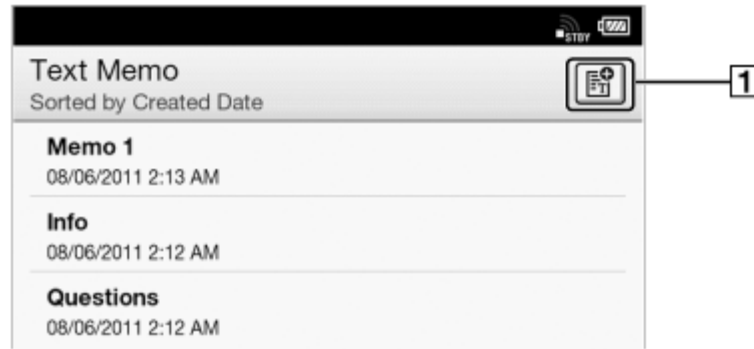 STBY
Text Memo
1
Sorted by Created Date
Memo 1
08/06/2011 2:13 AM
Info
08/06/2011 2:12 AM
Questions
08/06/2011 2:12 AM